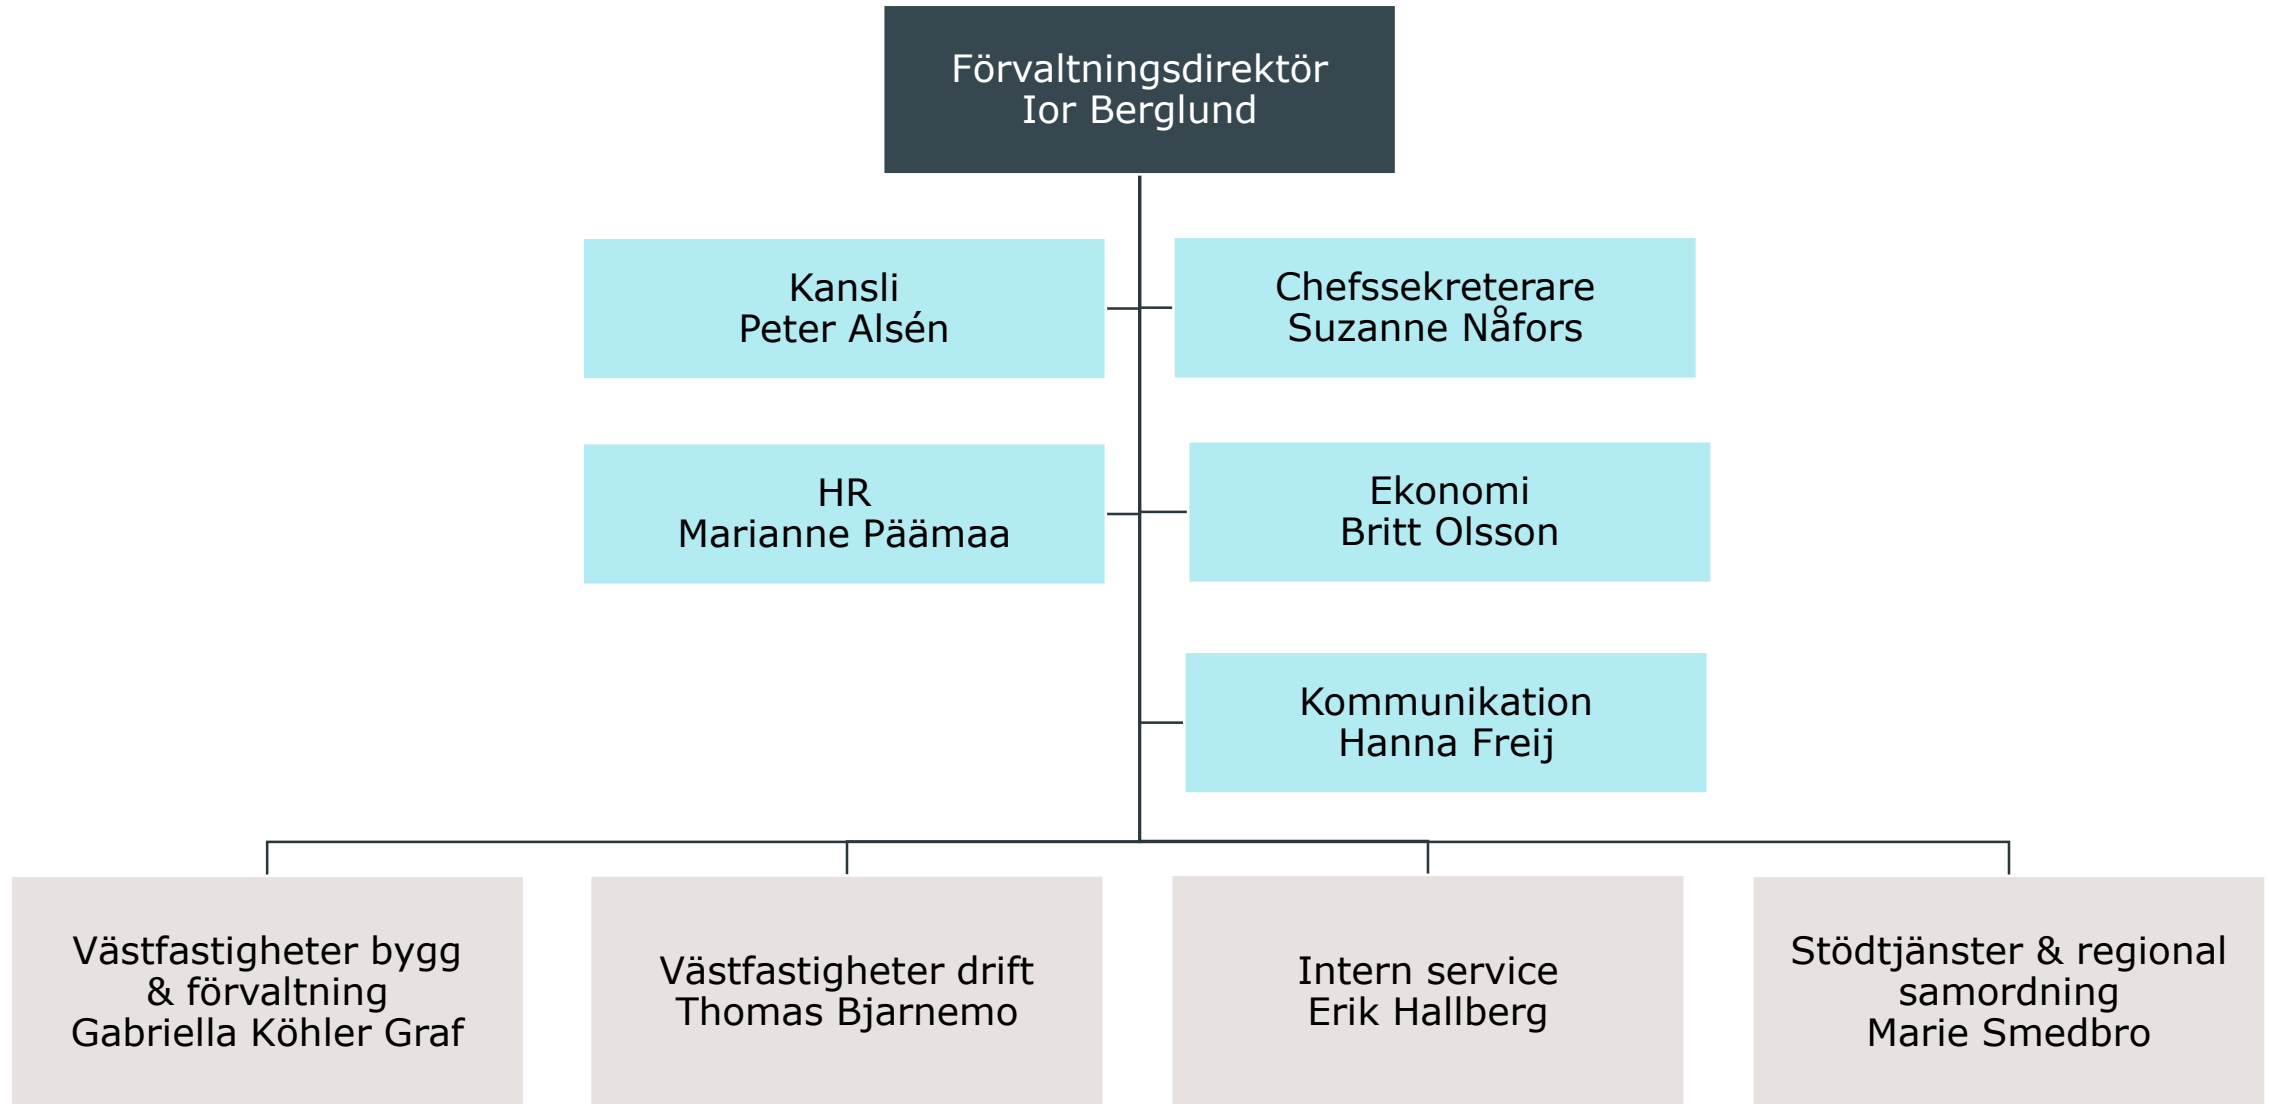 Förvaltningsdirektör
Ior Berglund
Kansli
Peter Alsén
Chefssekreterare
Suzanne Nåfors
HR
Marianne Päämaa
Ekonomi
Britt Olsson
Kommunikation
Hanna Freij
Västfastigheter bygg
& förvaltning
Gabriella Köhler Graf
Västfastigheter drift
Thomas Bjarnemo
Intern service
Erik Hallberg
Stödtjänster & regional
samordning
Marie Smedbro